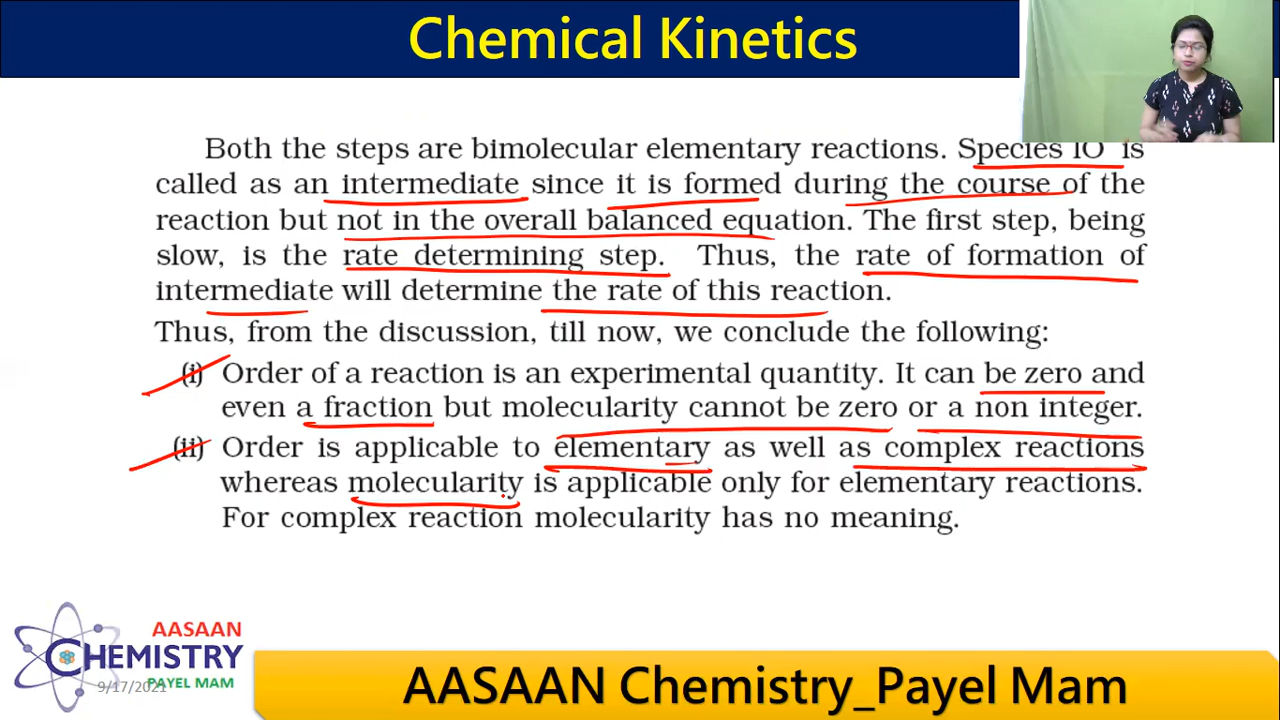 Chemical Kinetics
Both the steps are bimolecular elementary reactions. Species IO is
called as an intermediate since it is formed during the course of the
reaction but not in the overall balanced equation. The first step, being
slow, is the rate determining step. Thus, the rate of formation of
intermediate will determine the rate of this reaction.
Thus, from the discussion, till now, we conclude the following:
(i) Order of a reaction is an experimental quantity. It can be zero and
even a fraction but molecularity cannot be zero or a non integer.
(ii) Order is applicable to elementary as well as complex reactions
whereas molecularity is applicable only for elementary reactions.
For complex reaction molecularity has no meaning.
AASAAN
CHEMISTRY
PAYEL MAM
9/17/2021
AASAAN Chemistry_Payel Mam